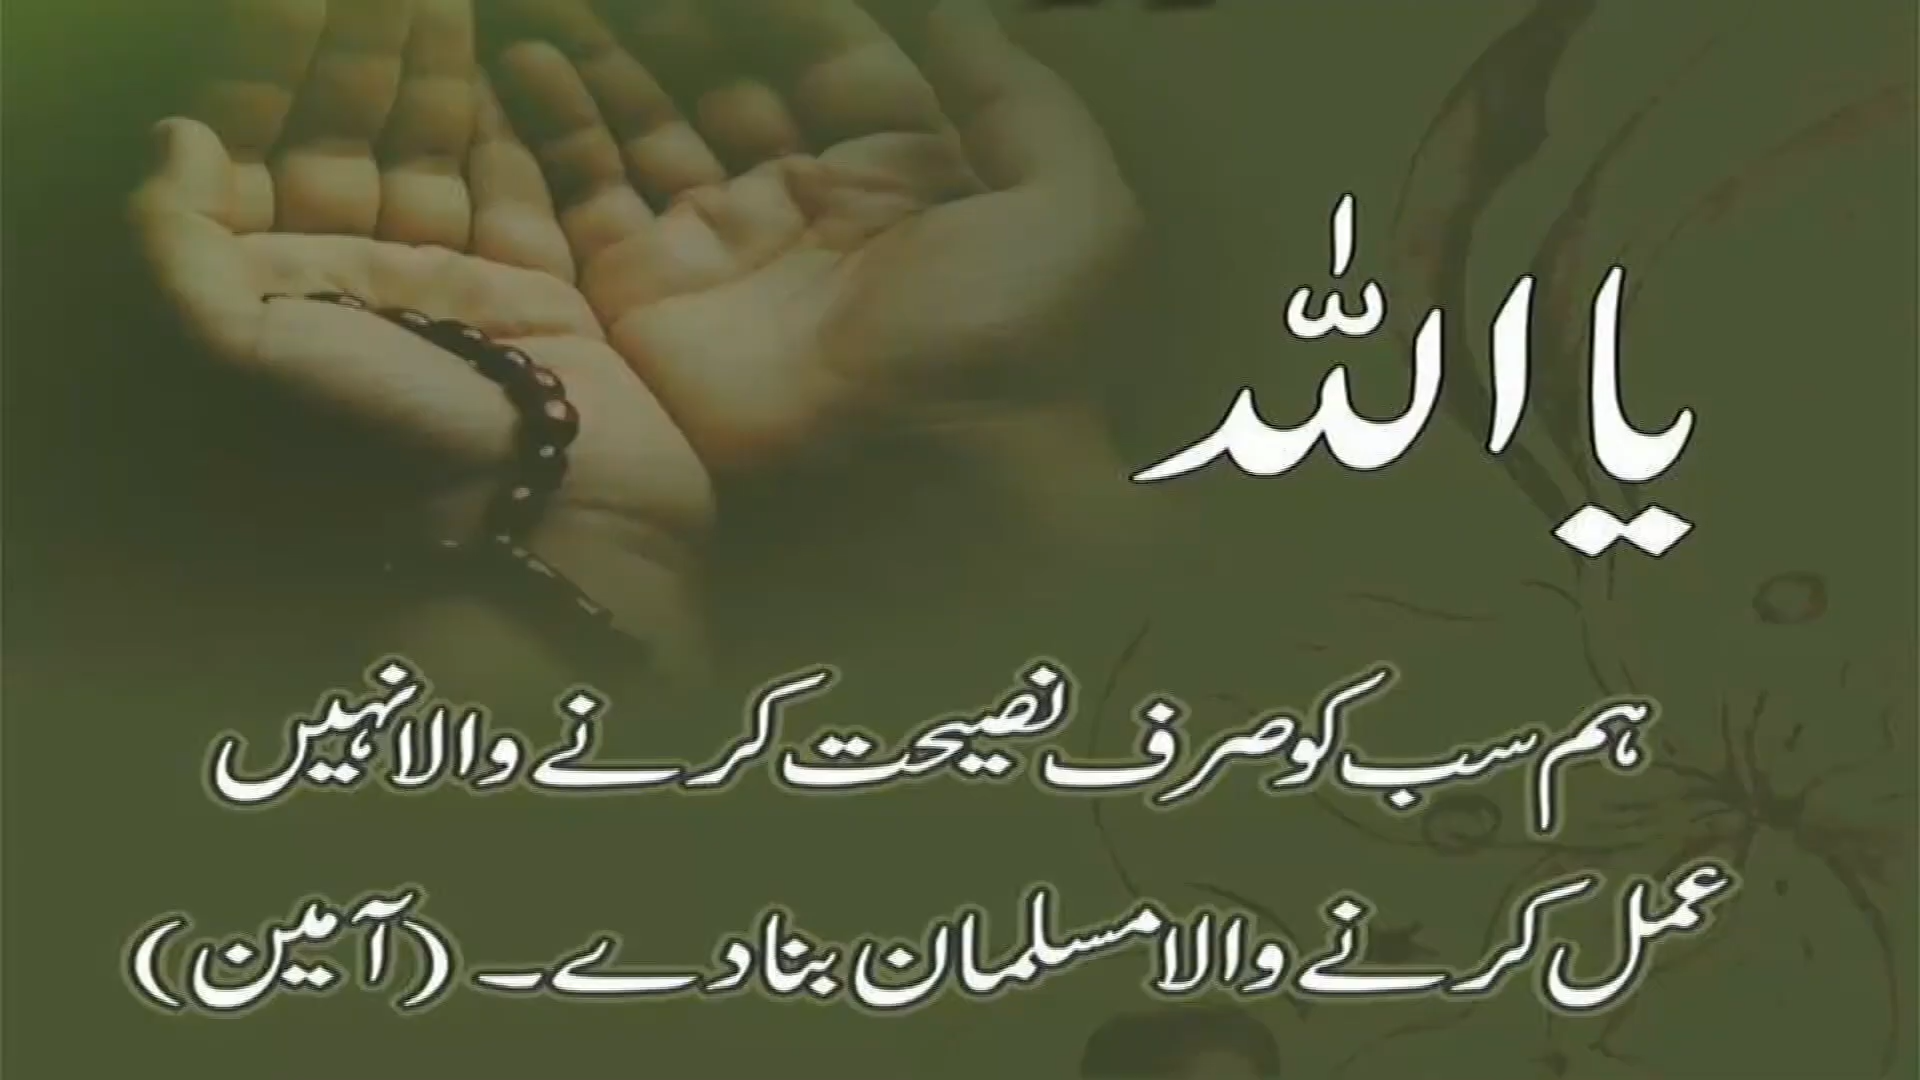 یا اللہ
ہم سب کو صرف نصیحت کرنے والا نہیں
عمل کرنے والا مسلمان بنا دے۔ (آمین)